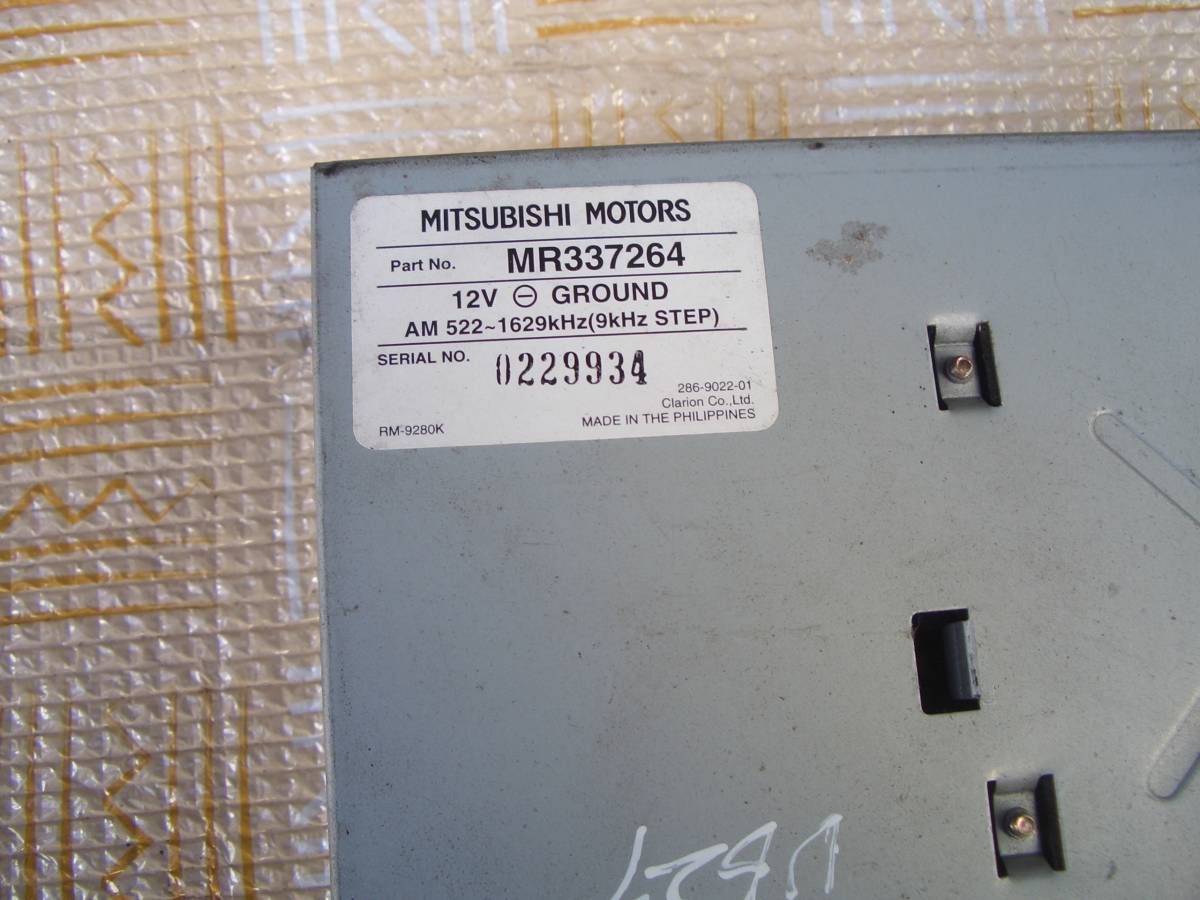 MITSUBISHI MOTORS
Part No. MR337264
12V ⊖ GROUND
AM 522~1629kHz(9kHz STEP)
SERIAL NO. 0229934
286-9022-01
Clarion Co.,Ltd.
RM-9280K MADE IN THE PHILIPPINES